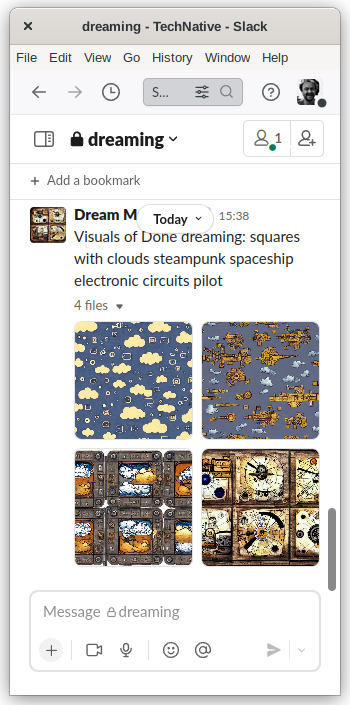 dreaming - TechNative - Slack
File Edit View Go History Window Help
S...
dreaming
1
Add a bookmark
Dream M
Today
15:38
Visuals of Done dreaming: squares
with clouds steampunk spaceship
electronic circuits pilot
4 files
Message dreaming